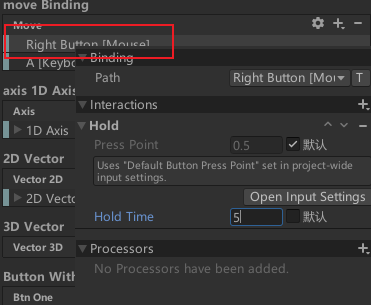 move Binding
Move
Right Button [Mouse]
A [Keybo
Binding
Path Right Button [Mou T
Interactions
axis 1D Axis
Axis
1D Axis
Hold
Press Point 0.5 默认
Uses "Default Button Press Point" set in project-wide
input settings.
Open Input Settings
Hold Time 5 默认
2D Vector
Vector 2D
2D Vecto
3D Vector
Vector 3D
Processors
No Processors have been added.
Button With
Btn One